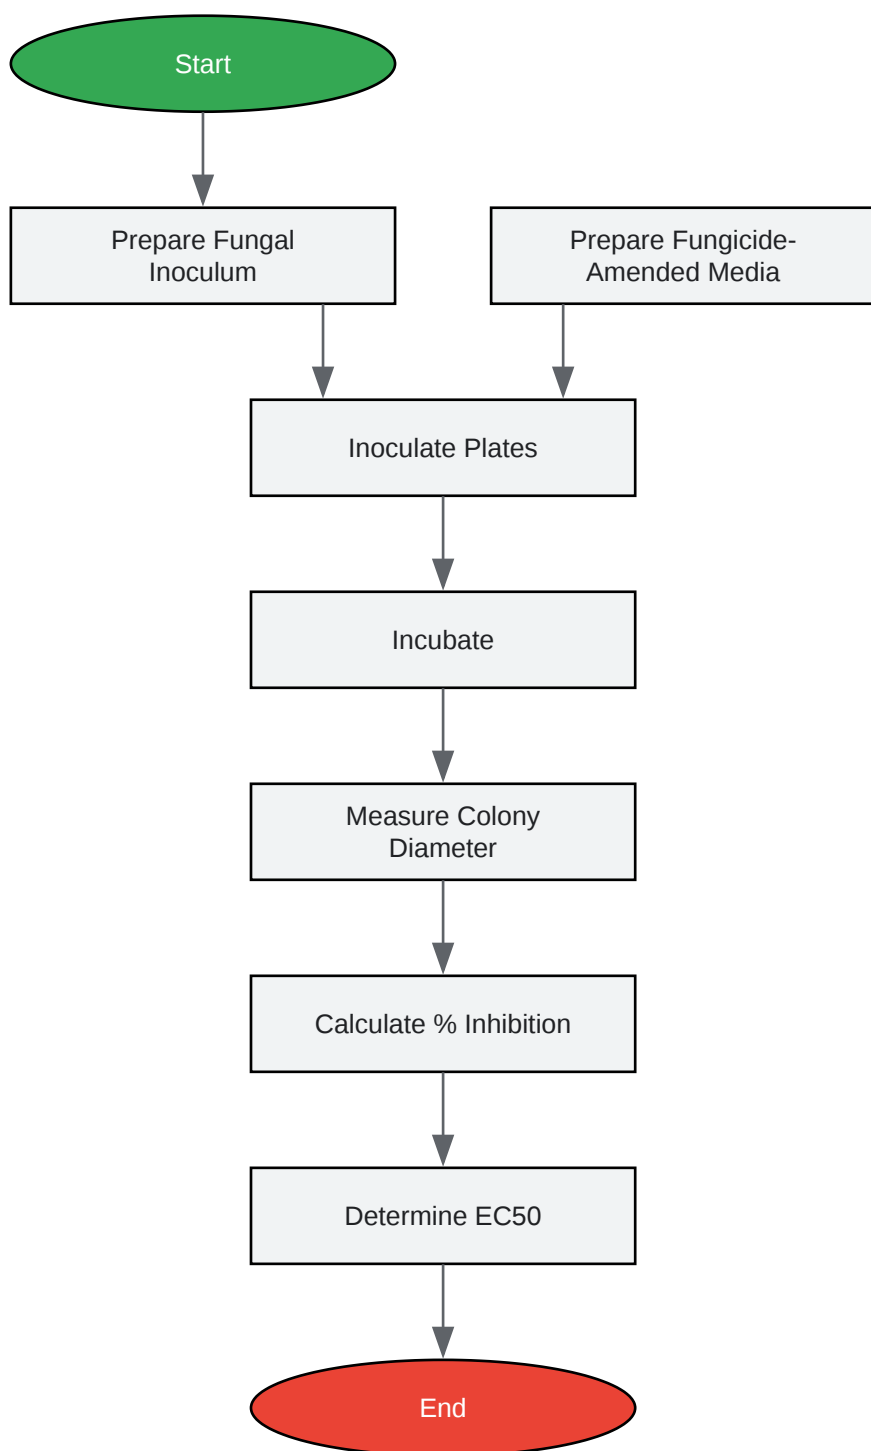 Start
Prepare Fungal
Inoculum
Prepare Fungicide-
Amended Media
Inoculate Plates
Incubate
Measure Colony
Diameter
Calculate % Inhibition
Determine EC50
End